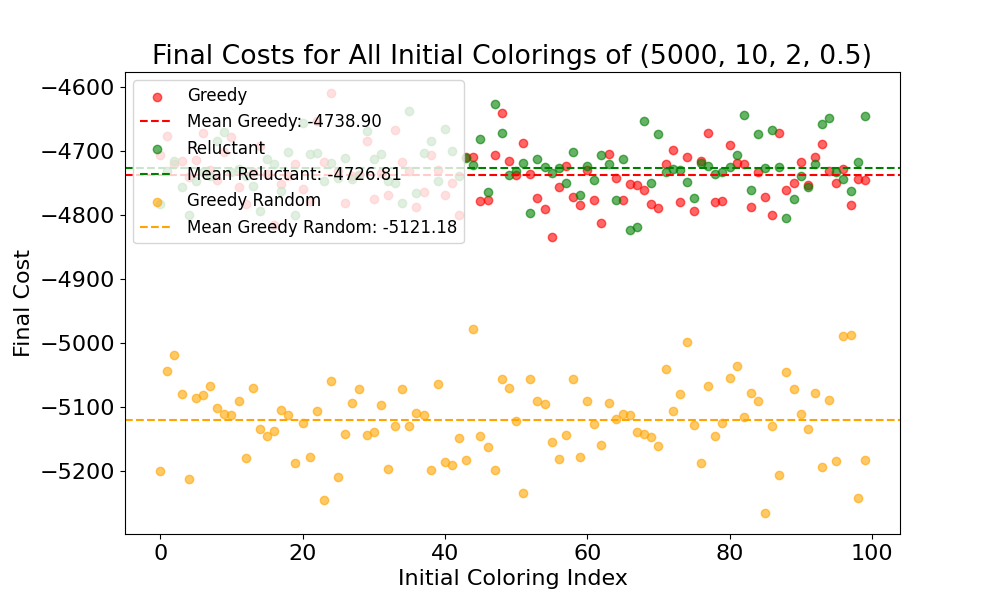 Final Costs for All Initial Colorings of (5000, 10, 2, 0.5)
Final Cost
−4600
−4700
−4800
−4900
−5000
−5100
−5200
Greedy
Mean Greedy: -4738.90
Reluctant
Mean Reluctant: -4726.81
Greedy Random
Mean Greedy Random: -5121.18
0
20
40
60
80
100
Initial Coloring Index